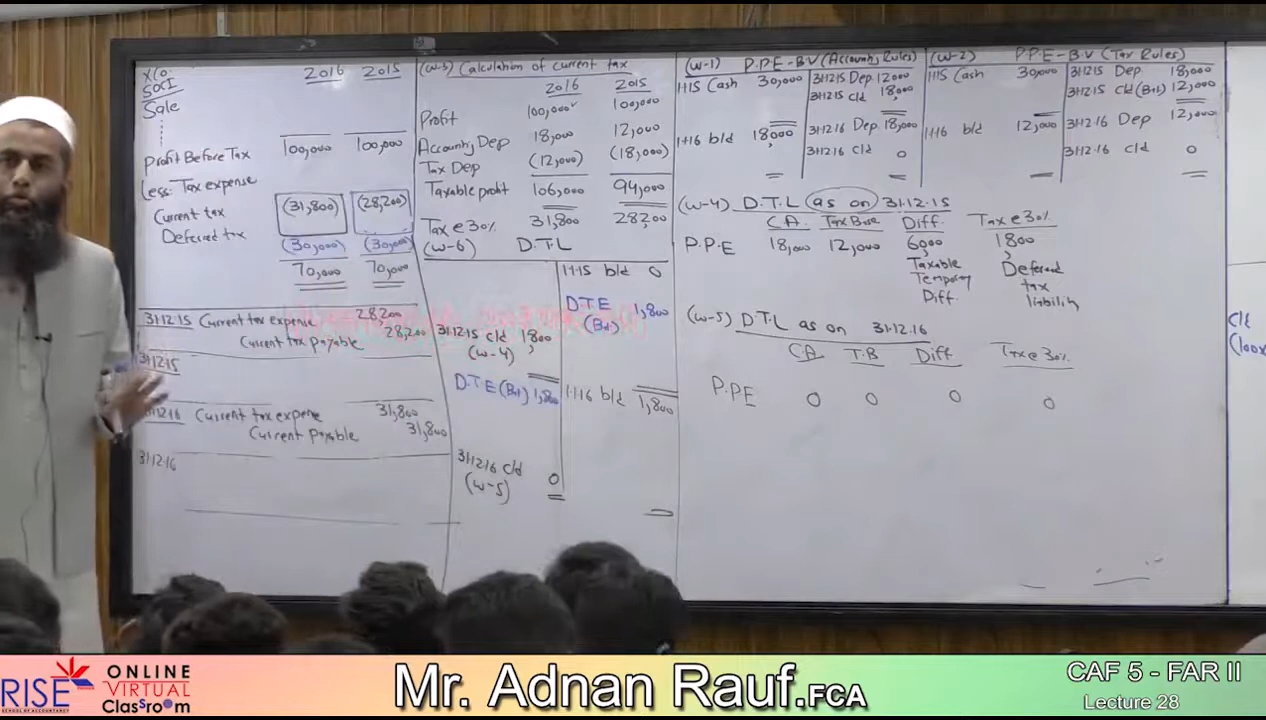 X Co.
SOCI
2016 2015
Sale
Profit Before Tax 100,000 100,000
Less: Tax expense
Current tax (31,800) (28,200)
Deferred tax
(30,000) (30,000)
70,000 70,000
31·12·15 Current tax expense 28,200
Current tax payable 28,200
31·12·15
31·12·16 Current tax expene 31,800
Current payable 31,800
31·12·16
(W-3) Calculation of current tax
2016 2015
Profit 100,000 100,000
Accounting Dep 18,000 12,000
Tax Dep (12,000) (18,000)
Taxable profit 106,000 94,000
Tax @ 30% 31,800 28,200
(W-6) D.T.L
1·1·15 b/d 0
D.T.E (Bal) 1,800
31·12·15 c/d 1800
(W-4)
D.T.E (Bal) 1,800 1·1·16 b/d 1,800
31·12·16 c/d 0
(W-5)
(W-1) P.P.E-B.V (Accounting Rules)
1·1·15 Cash 30,000 31·12·15 Dep 12000
31·12·15 c/d 18,000
1·1·16 b/d 18,000 31·12·16 Dep 18,000
31·12·16 c/d 0
(W-2) P.P.E-B.V (Tax Rules)
1·1·15 Cash 30,000 31·12·15 Dep 18,000
31·12·15 c/d (Bal) 12,000
1·1·16 b/d 12,000 31·12·16 Dep 12,000
31·12·16 c/d 0
(W-4) D.T.L as on 31·12·15
C.A. Tax Base Diff. Tax @ 30%
P.P.E 18,000 12,000 6,000 1800
Taxable Deferred
Temporary tax
Diff. liability
(W-5) D.T.L as on 31·12·16
C.A. T.B Diff. Tax @ 30%
P.P.E 0 0 0 0
c/d
(100x
RISE
SCHOOL OF ACCOUNTANCY
ONLINE
VIRTUAL
Classroom
Mr. Adnan Rauf.FCA
CAF 5 - FAR II
Lecture 28